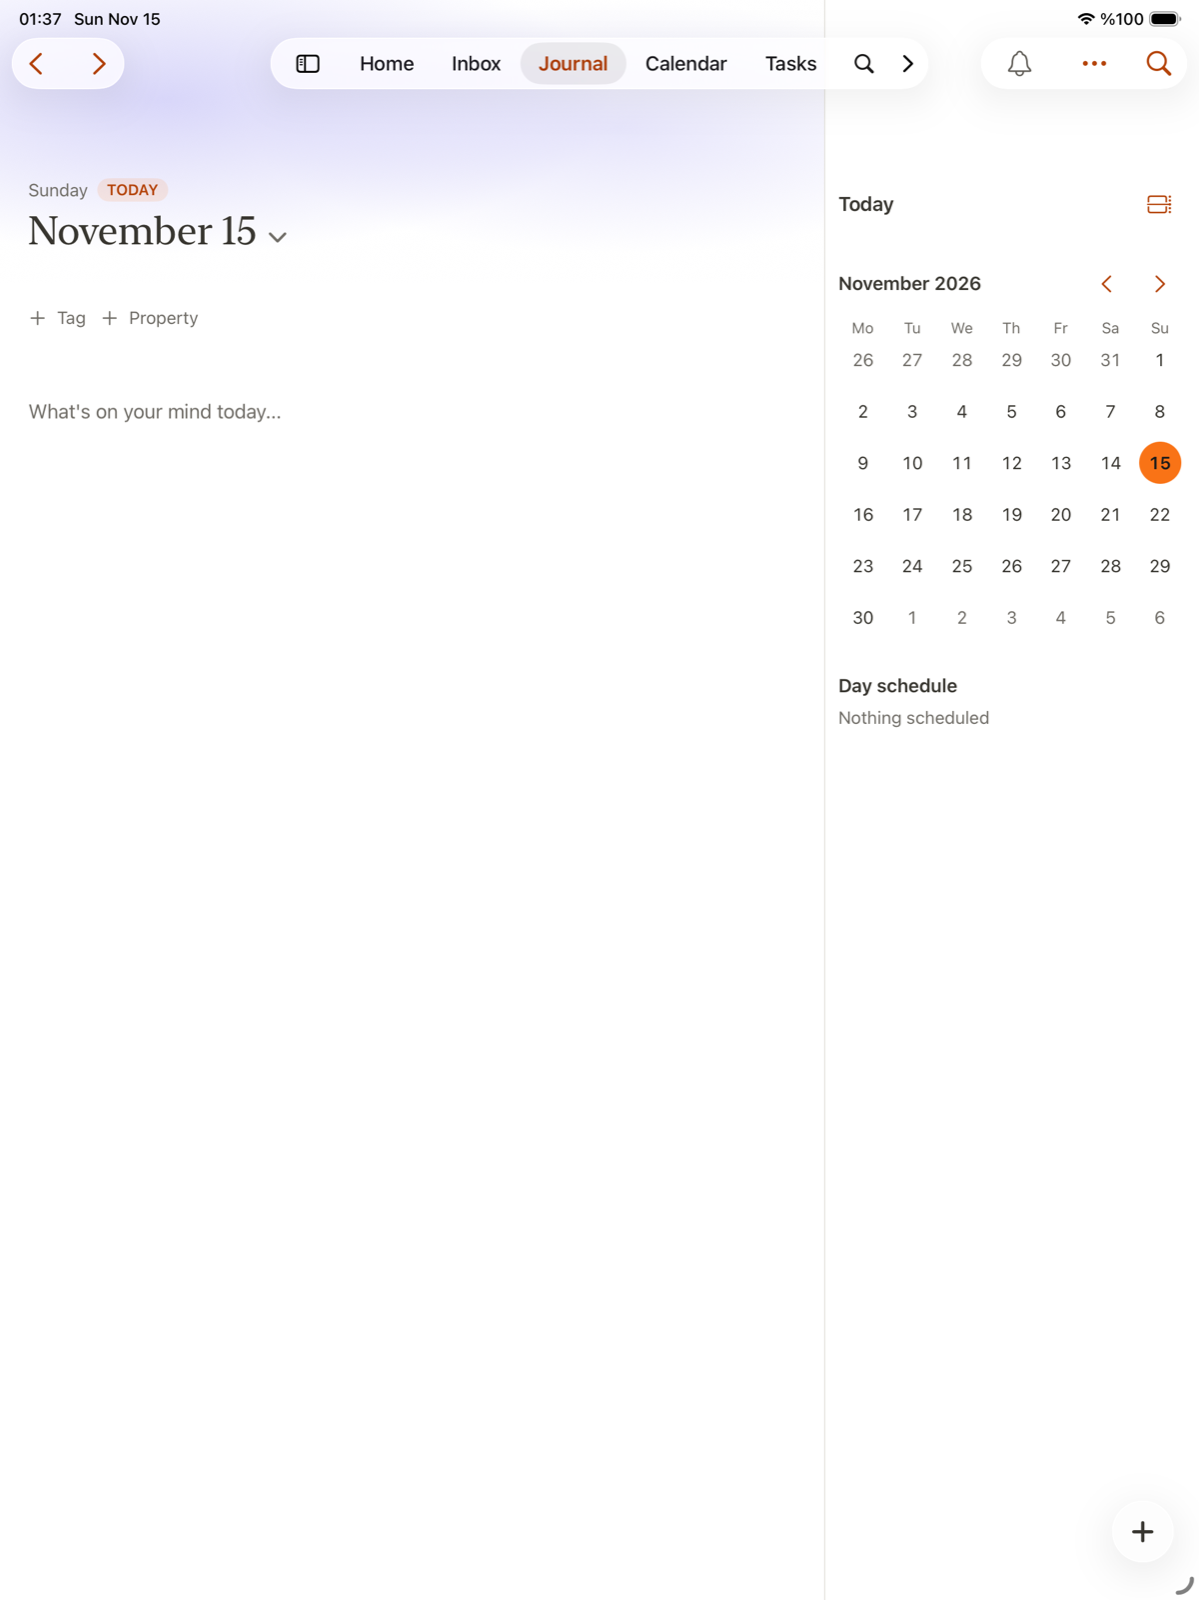 01:37 Sun Nov 15
%100
Home Inbox Journal Calendar Tasks
Sunday TODAY
November 15
+ Tag + Property
What's on your mind today...
Today
November 2026
Mo Tu We Th Fr Sa Su
26 27 28 29 30 31 1
2 3 4 5 6 7 8
9 10 11 12 13 14 15
16 17 18 19 20 21 22
23 24 25 26 27 28 29
30 1 2 3 4 5 6
Day schedule
Nothing scheduled